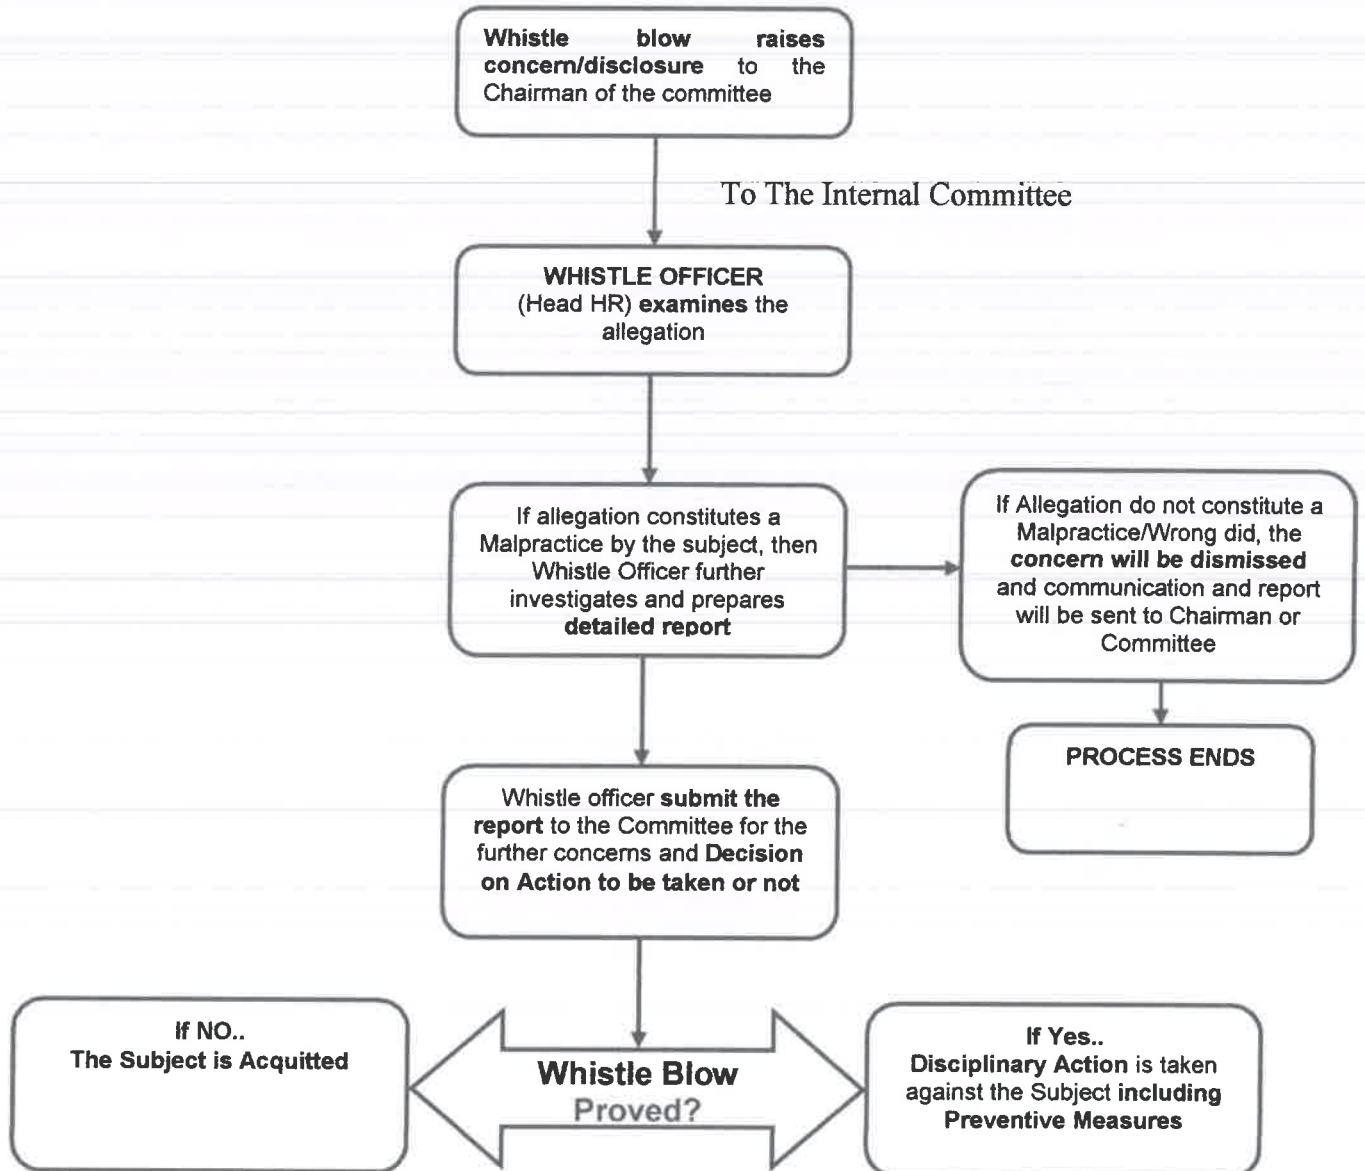 Whistle blow raises
concern/disclosure to the
Chairman of the committee
To The Internal Committee
WHISTLE OFFICER
(Head HR) examines the
allegation
If allegation constitutes a
Malpractice by the subject, then
Whistle Officer further
investigates and prepares
detailed report
If Allegation do not constitute a
Malpractice/Wrong did, the
concern will be dismissed
and communication and report
will be sent to Chairman or
Committee
PROCESS ENDS
Whistle officer submit the
report to the Committee for the
further concerns and Decision
on Action to be taken or not
If NO..
The Subject is Acquitted
Whistle Blow
Proved?
If Yes..
Disciplinary Action is taken
against the Subject including
Preventive Measures